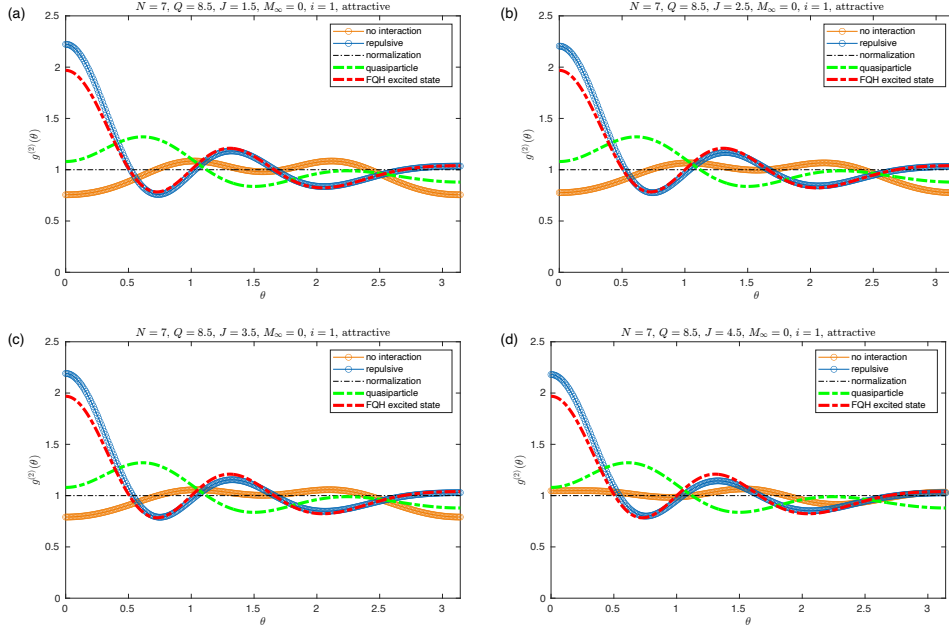 (a)
N = 7, Q = 8.5, J = 1.5, M∞ = 0, i = 1, attractive
2.5
2
1.5
1
0.5
0
g(2)(θ)
no interaction
repulsive
normalization
quasiparticle
FQH excited state
0 0.5 1 1.5 2 2.5 3
θ
(b)
N = 7, Q = 8.5, J = 2.5, M∞ = 0, i = 1, attractive
2.5
2
1.5
1
0.5
0
g(2)(θ)
no interaction
repulsive
normalization
quasiparticle
FQH excited state
0 0.5 1 1.5 2 2.5 3
θ
(c)
N = 7, Q = 8.5, J = 3.5, M∞ = 0, i = 1, attractive
2.5
2
1.5
1
0.5
0
g(2)(θ)
no interaction
repulsive
normalization
quasiparticle
FQH excited state
0 0.5 1 1.5 2 2.5 3
θ
(d)
N = 7, Q = 8.5, J = 4.5, M∞ = 0, i = 1, attractive
2.5
2
1.5
1
0.5
0
g(2)(θ)
no interaction
repulsive
normalization
quasiparticle
FQH excited state
0 0.5 1 1.5 2 2.5 3
θ